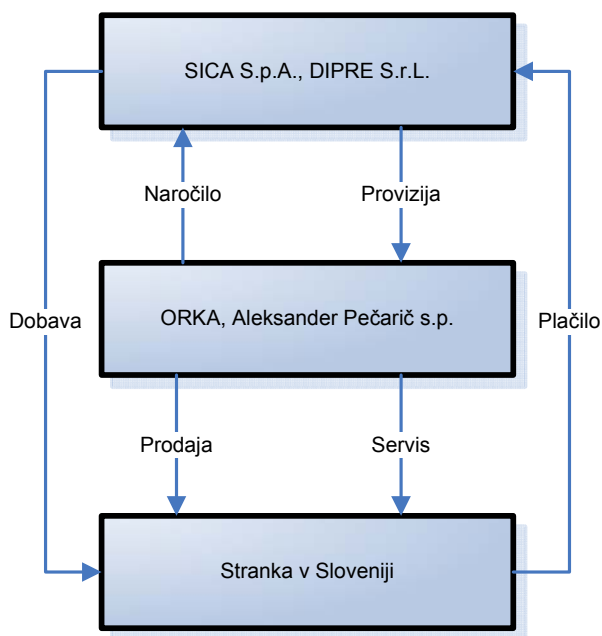 SICA S.p.A., DIPRE S.r.L.
Naročilo
Provizija
Dobava
ORKA, Aleksander Pečarič s.p.
Plačilo
Prodaja
Servis
Stranka v Sloveniji